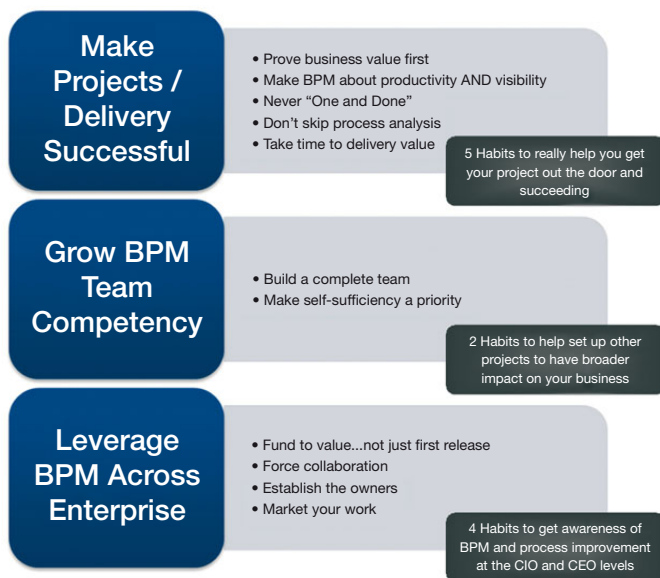 Make
Projects /
Delivery
Successful
• Prove business value first
• Make BPM about productivity AND visibility
• Never “One and Done”
• Don’t skip process analysis
• Take time to delivery value
5 Habits to really help you get
your project out the door and
succeeding
Grow BPM
Team
Competency
• Build a complete team
• Make self-sufficiency a priority
2 Habits to help set up other
projects to have broader
impact on your business
Leverage
BPM Across
Enterprise
• Fund to value...not just first release
• Force collaboration
• Establish the owners
• Market your work
4 Habits to get awareness of
BPM and process improvement
at the CIO and CEO levels